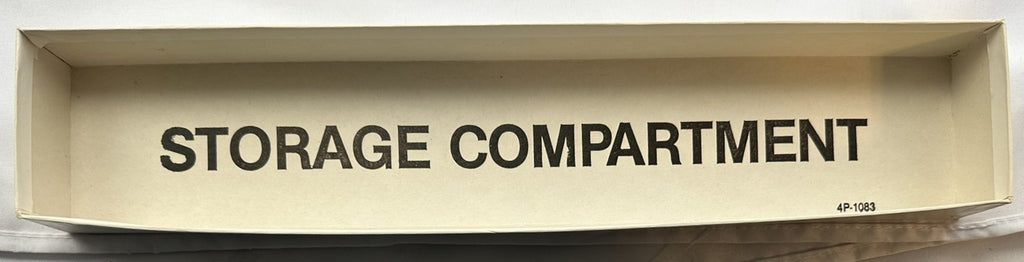 STORAGE COMPARTMENT
4P-1083